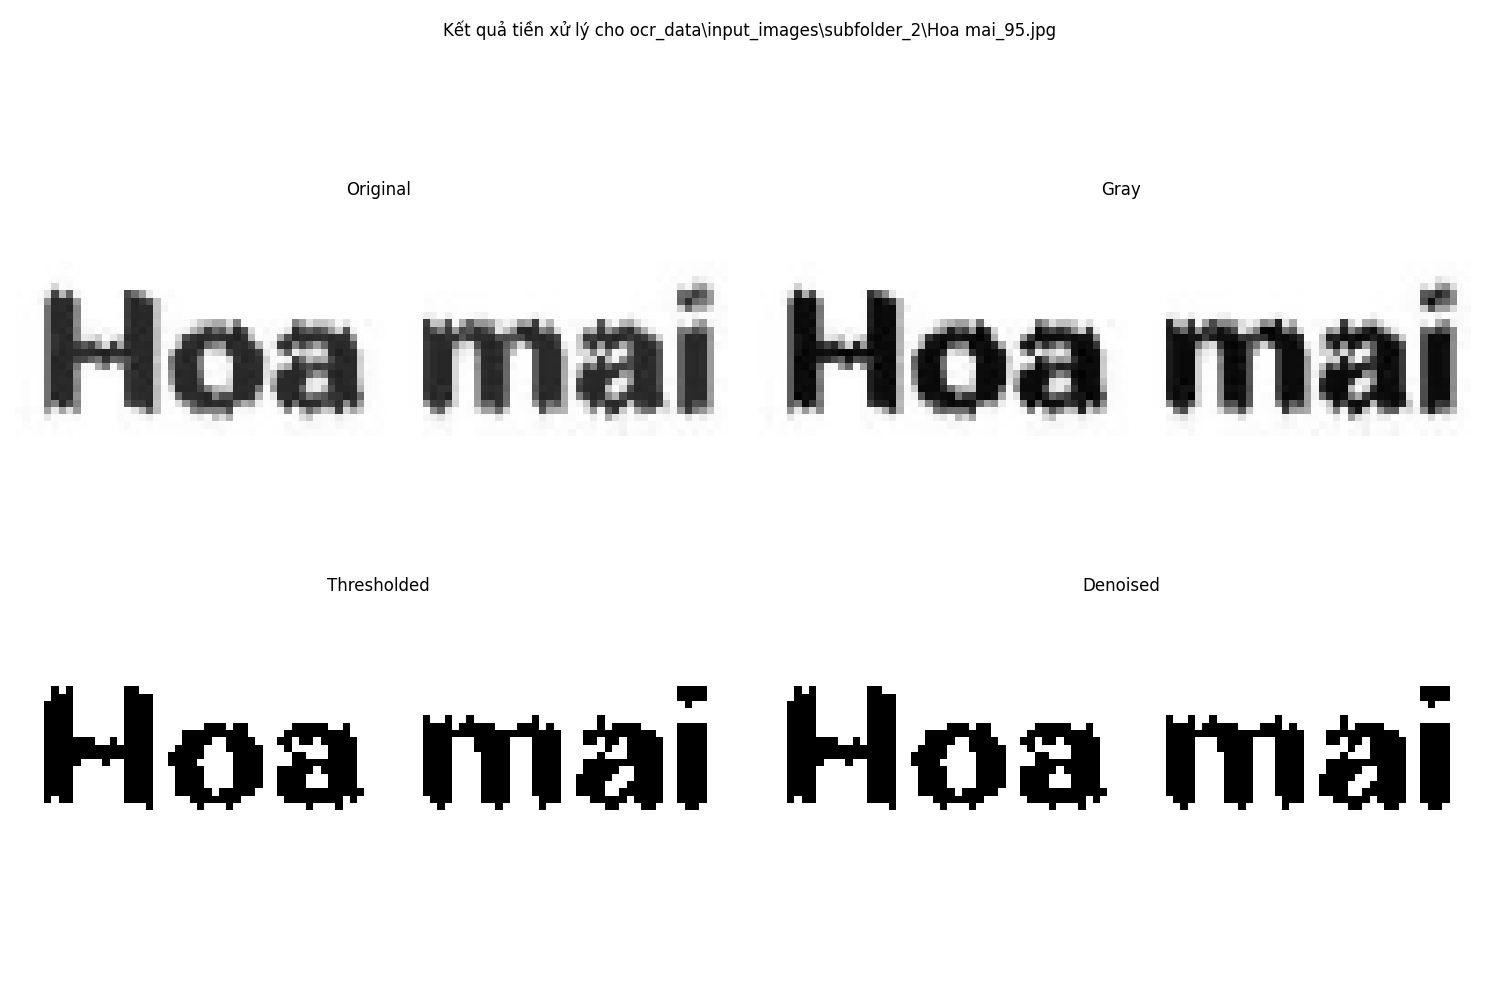 Kết quả tiền xử lý cho ocr_data\input_images\subfolder_2\Hoa mai_95.jpg
Original
Gray
Hoa mai
Hoa mai
Thresholded
Denoised
Hoa mai
Hoa mai